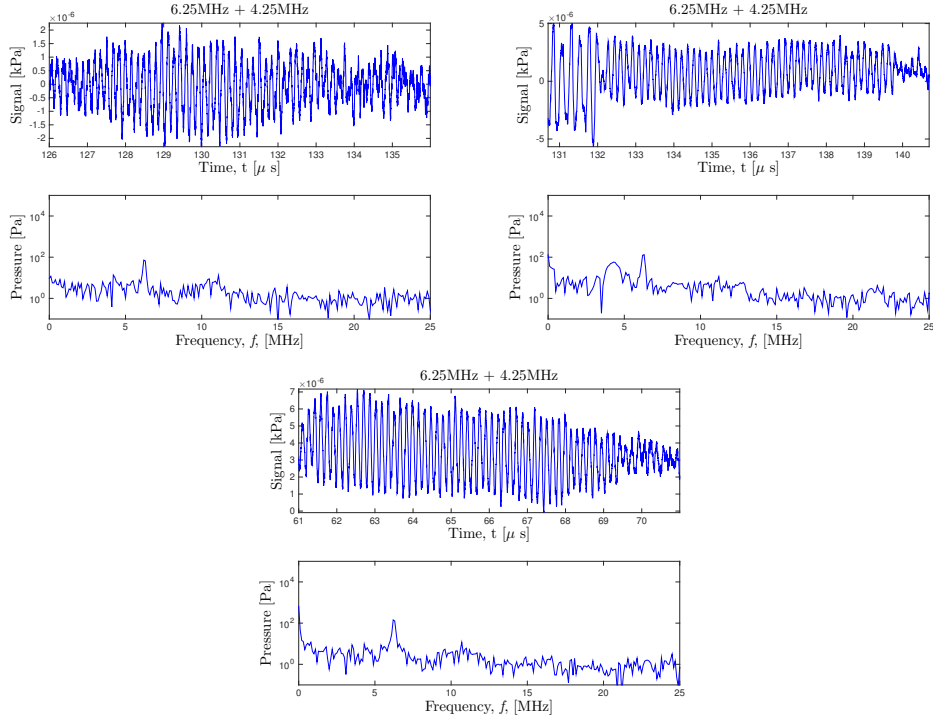 6.25MHz + 4.25MHz
×10⁻⁶
Signal [kPa]
2
1.5
1
0.5
0
-0.5
-1
-1.5
-2
126 127 128 129 130 131 132 133 134 135
Time, t [μ s]
Pressure [Pa]
10⁴
10²
10⁰
0 5 10 15 20 25
Frequency, f, [MHz]
6.25MHz + 4.25MHz
×10⁻⁶
Signal [kPa]
5
0
-5
131 132 133 134 135 136 137 138 139 140
Time, t [μ s]
Pressure [Pa]
10⁴
10²
10⁰
0 5 10 15 20 25
Frequency, f, [MHz]
6.25MHz + 4.25MHz
×10⁻⁶
Signal [kPa]
7
6
5
4
3
2
1
0
61 62 63 64 65 66 67 68 69 70
Time, t [μ s]
Pressure [Pa]
10⁴
10²
10⁰
0 5 10 15 20 25
Frequency, f, [MHz]